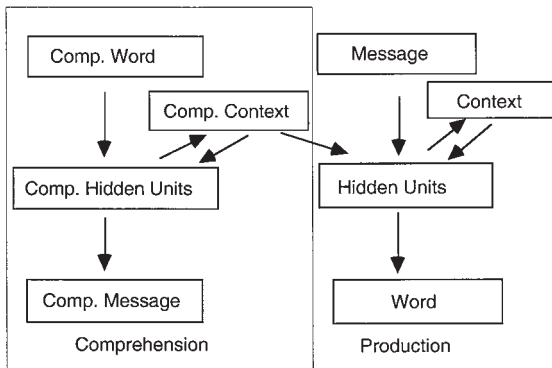 Comp. Word
Comp. Context
Comp. Hidden Units
Comp. Message
Comprehension
Message
Context
Hidden Units
Word
Production